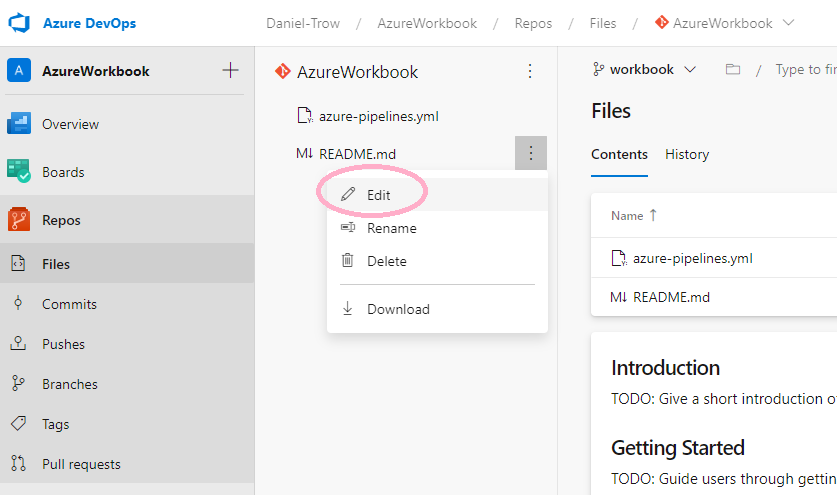 Azure DevOps
Daniel-Trow / AzureWorkbook / Repos / Files / AzureWorkbook
A AzureWorkbook +
Overview
Boards
Repos
Files
Commits
Pushes
Branches
Tags
Pull requests
AzureWorkbook
azure-pipelines.yml
M↓ README.md
Edit
Rename
Delete
Download
workbook / Type to fi
Files
Contents History
Name ↑
azure-pipelines.yml
M↓ README.md
Introduction
TODO: Give a short introduction o
Getting Started
TODO: Guide users through gettin